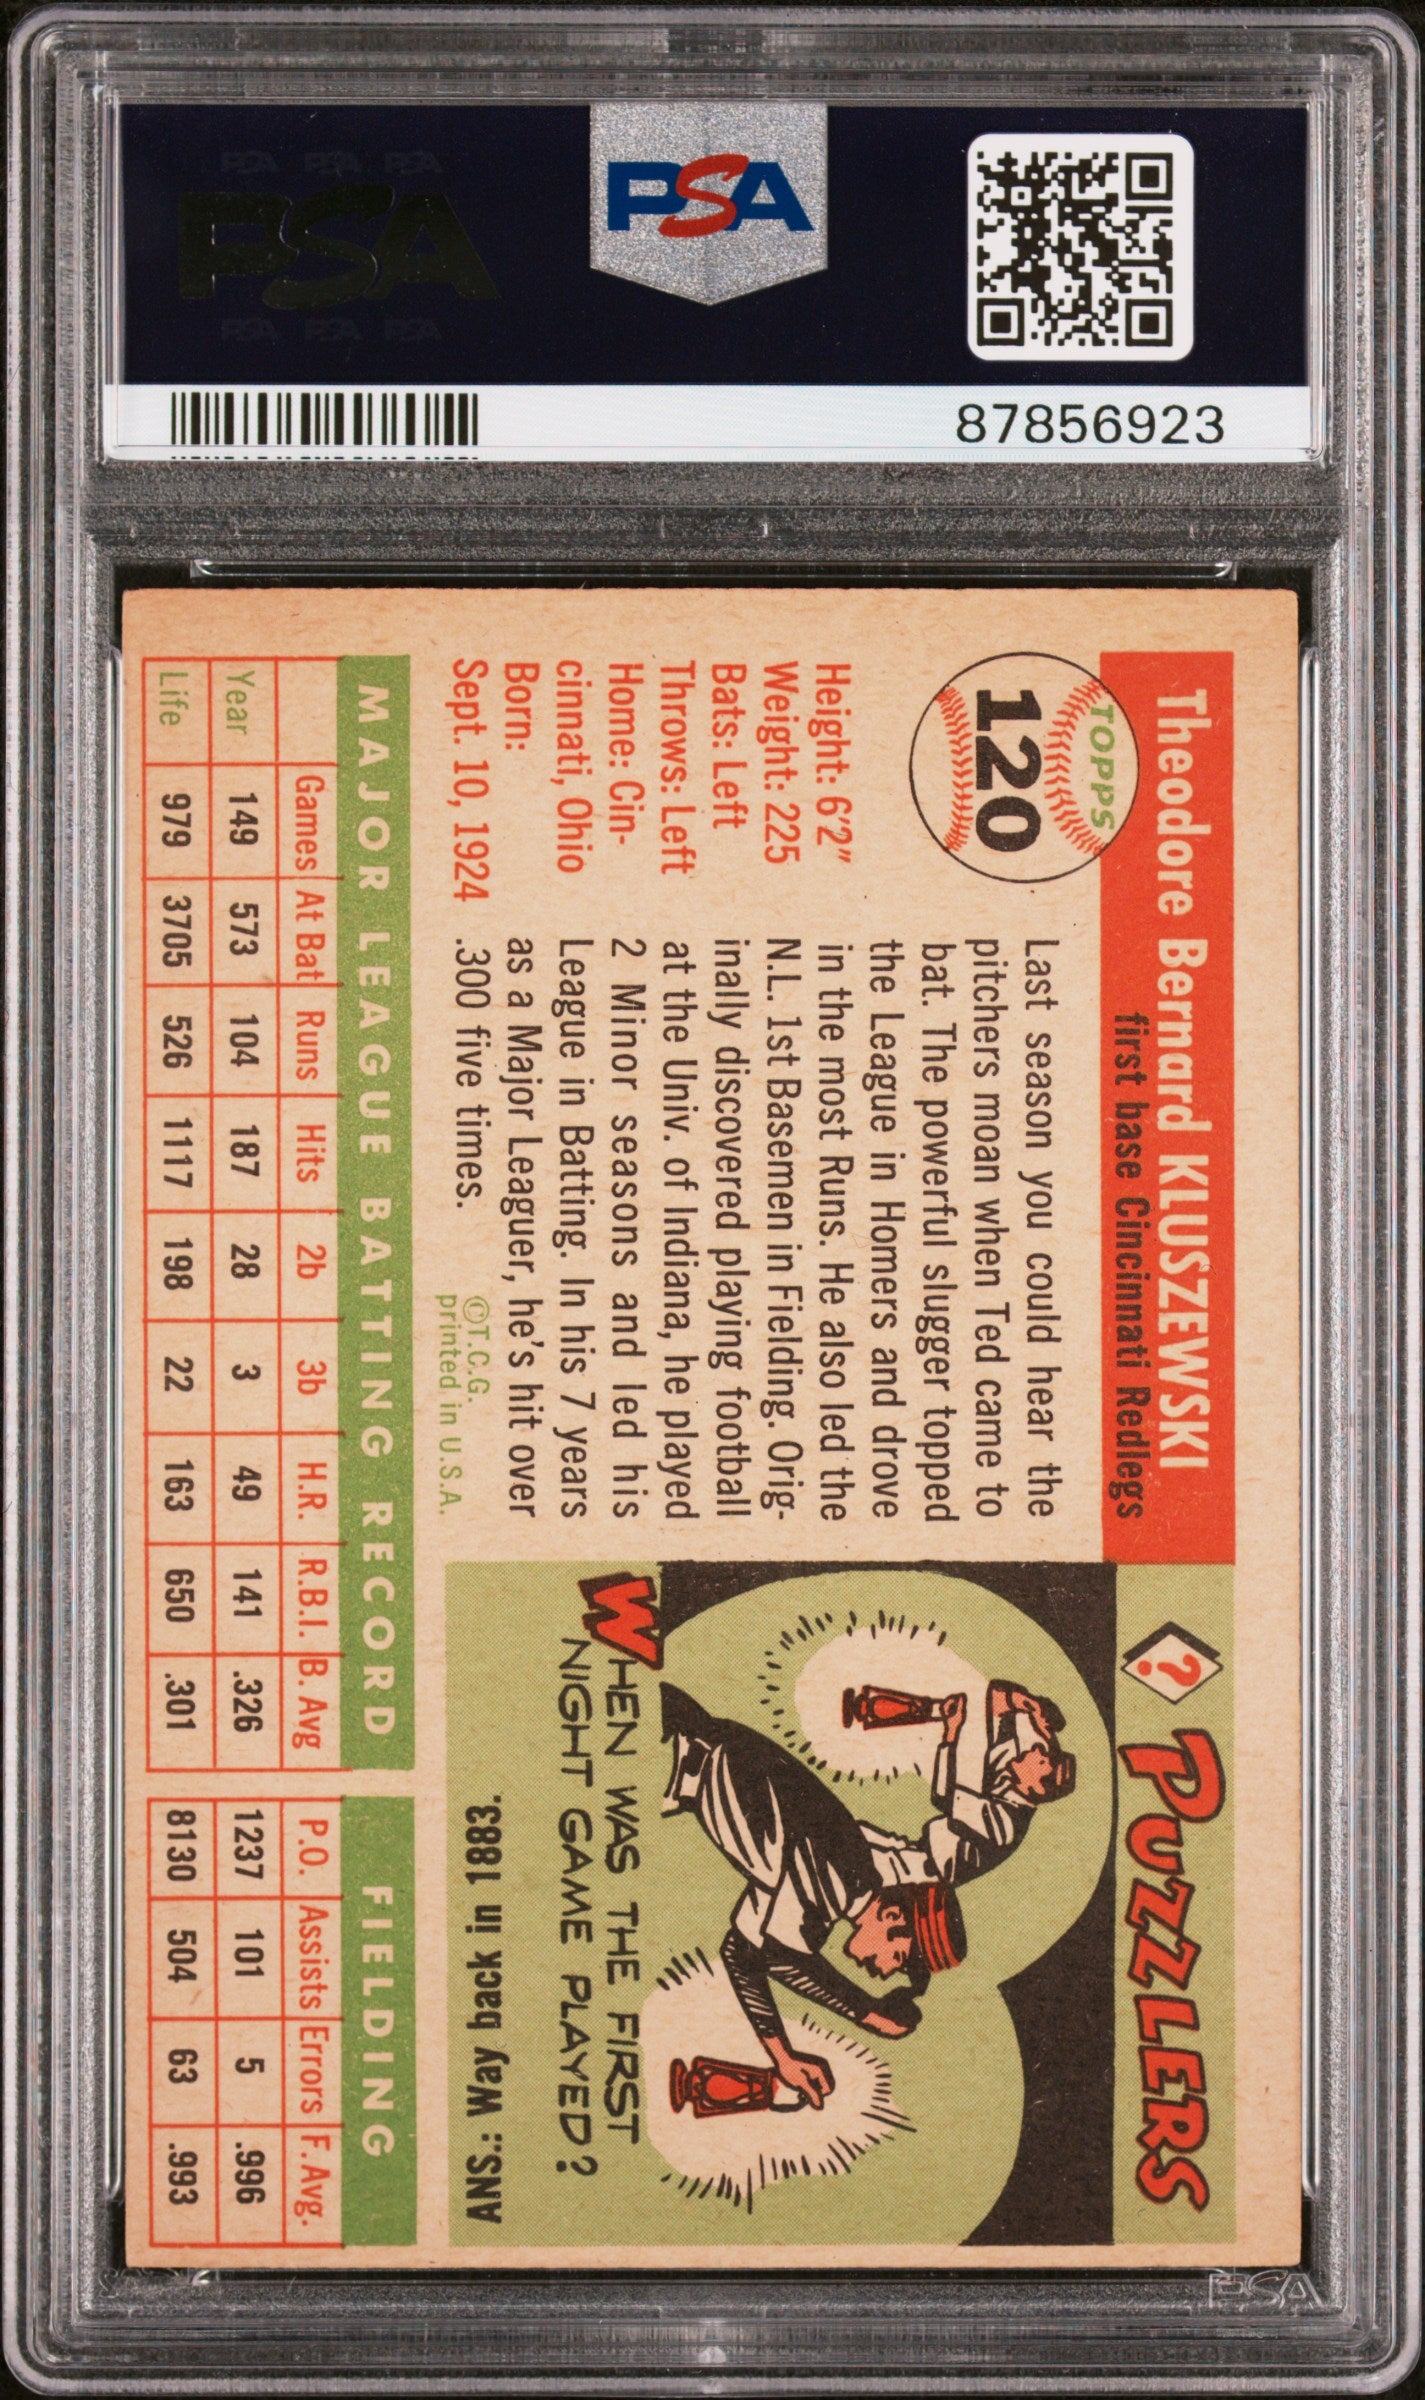 PSA PSA PSA
PSA
PSA PSA PSA
PSA
87856923
Theodore Bernard KLUSZEWSKI
first base Cincinnati Redlegs
TOPPS
120
Height: 6'2"
Weight: 225
Bats: Left
Throws: Left
Home: Cin-
cinnati, Ohio
Born:
Sept. 10, 1924
Last season you could hear the
pitchers moan when Ted came to
bat. The powerful slugger topped
the League in Homers and drove
in the most Runs. He also led the
N.L. 1st Basemen in Fielding. Orig-
inally discovered playing football
at the Univ. of Indiana, he played
2 Minor seasons and led his
League in Batting. In his 7 years
as a Major Leaguer, he's hit over
.300 five times.
©T.C.G.
printed in U.S.A.
? PUZZLERS
WHEN WAS THE FIRST
NIGHT GAME PLAYED?
ANS.: Way back in 1883.
MAJOR LEAGUE BATTING RECORD FIELDING
Games At Bat Runs Hits 2b 3b H.R. R.B.I. B. Avg P.O. Assists Errors F. Avg.
Year 149 573 104 187 28 3 49 141 .326 1237 101 5 .996
Life 979 3705 526 1117 198 22 163 650 .301 8130 504 63 .993
PSA